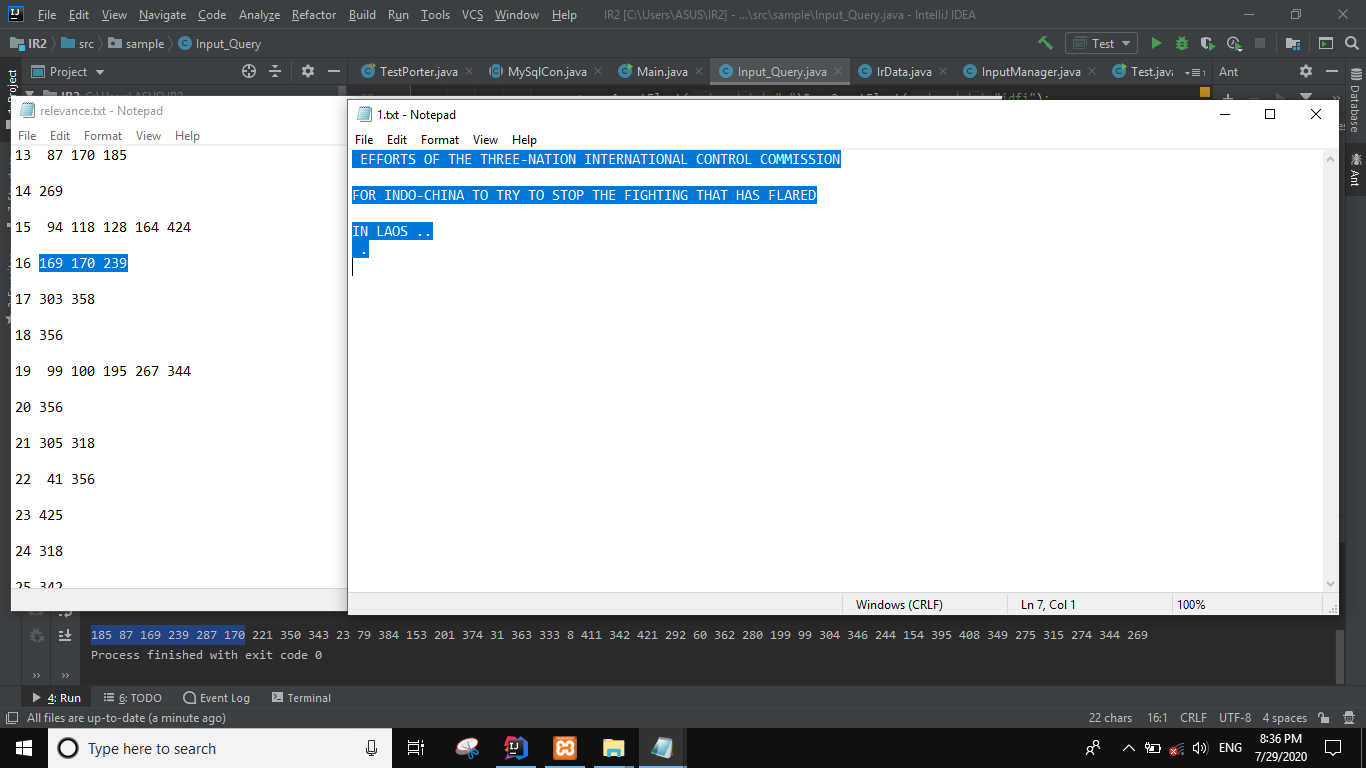 File Edit View Navigate Code Analyze Refactor Build Run Tools VCS Window Help IR2 [C:\Users\ASUS\IR2] - ...\src\sample\Input_Query.java - IntelliJ IDEA
IR2 src sample Input_Query Test
Project TestPorter.java MySqlCon.java Main.java Input_Query.java IrData.java InputManager.java Test.java Ant
Project
Database
Ant
relevance.txt - Notepad
File Edit Format View Help
13 87 170 185
14 269
15 94 118 128 164 424
16 169 170 239
17 303 358
18 356
19 99 100 195 267 344
20 356
21 305 318
22 41 356
23 425
24 318
25 342
1.txt - Notepad
File Edit Format View Help
EFFORTS OF THE THREE-NATION INTERNATIONAL CONTROL COMMISSION
FOR INDO-CHINA TO TRY TO STOP THE FIGHTING THAT HAS FLARED
IN LAOS ..
.
Windows (CRLF) Ln 7, Col 1 100%
185 87 169 239 287 170 221 350 343 23 79 384 153 201 374 31 363 333 8 411 342 421 292 60 362 280 199 99 304 346 244 154 395 408 349 275 315 274 344 269
Process finished with exit code 0
4: Run 6: TODO Event Log Terminal
All files are up-to-date (a minute ago) 22 chars 16:1 CRLF UTF-8 4 spaces
Type here to search ENG 8:36 PM
7/29/2020